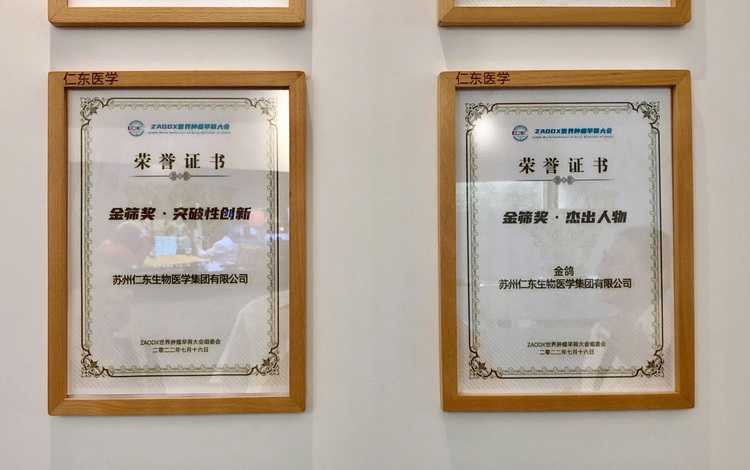 仁东医学
ZAODX世界肿瘤早筛大会
荣誉证书
金筛奖·突破性创新
苏州仁东生物医学集团有限公司
ZAODX世界肿瘤早筛大会组委会
二零二二年七月十六日
仁东医学
ZAODX世界肿瘤早筛大会
荣誉证书
金筛奖·杰出人物
金鸽
苏州仁东生物医学集团有限公司
ZAODX世界肿瘤早筛大会组委会
二零二二年七月十六日